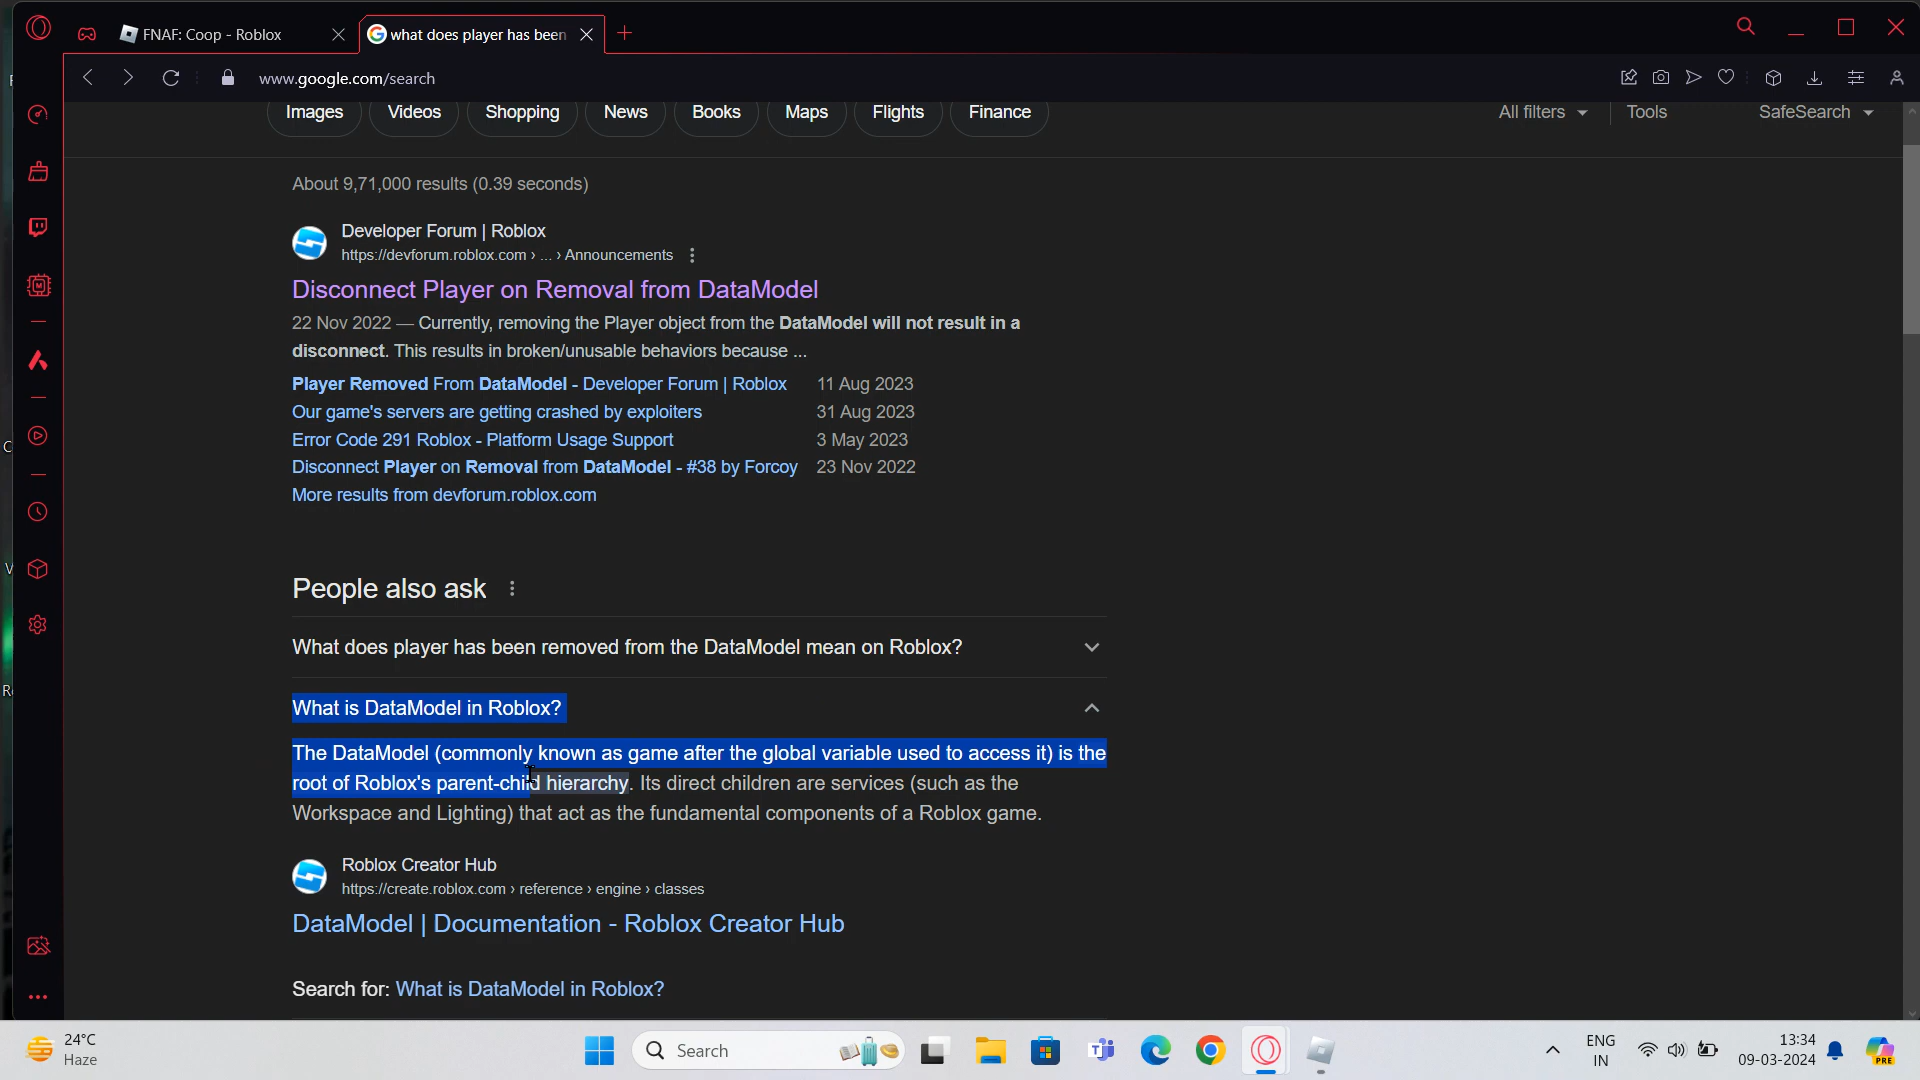 FNAF: Coop - Roblox
what does player has been
www.google.com/search
Images Videos Shopping News Books Maps Flights Finance All filters Tools SafeSearch
About 9,71,000 results (0.39 seconds)
Developer Forum | Roblox
https://devforum.roblox.com › ... › Announcements
Disconnect Player on Removal from DataModel
22 Nov 2022 — Currently, removing the Player object from the DataModel will not result in a
disconnect. This results in broken/unusable behaviors because ...
Player Removed From DataModel - Developer Forum | Roblox 11 Aug 2023
Our game's servers are getting crashed by exploiters 31 Aug 2023
Error Code 291 Roblox - Platform Usage Support 3 May 2023
Disconnect Player on Removal from DataModel - #38 by Forcoy 23 Nov 2022
More results from devforum.roblox.com
People also ask
What does player has been removed from the DataModel mean on Roblox?
What is DataModel in Roblox?
The DataModel (commonly known as game after the global variable used to access it) is the
root of Roblox's parent-child hierarchy. Its direct children are services (such as the
Workspace and Lighting) that act as the fundamental components of a Roblox game.
Roblox Creator Hub
https://create.roblox.com › reference › engine › classes
DataModel | Documentation - Roblox Creator Hub
Search for: What is DataModel in Roblox?
24°C
Haze
Search
ENG
IN
13:34
09-03-2024
PRE